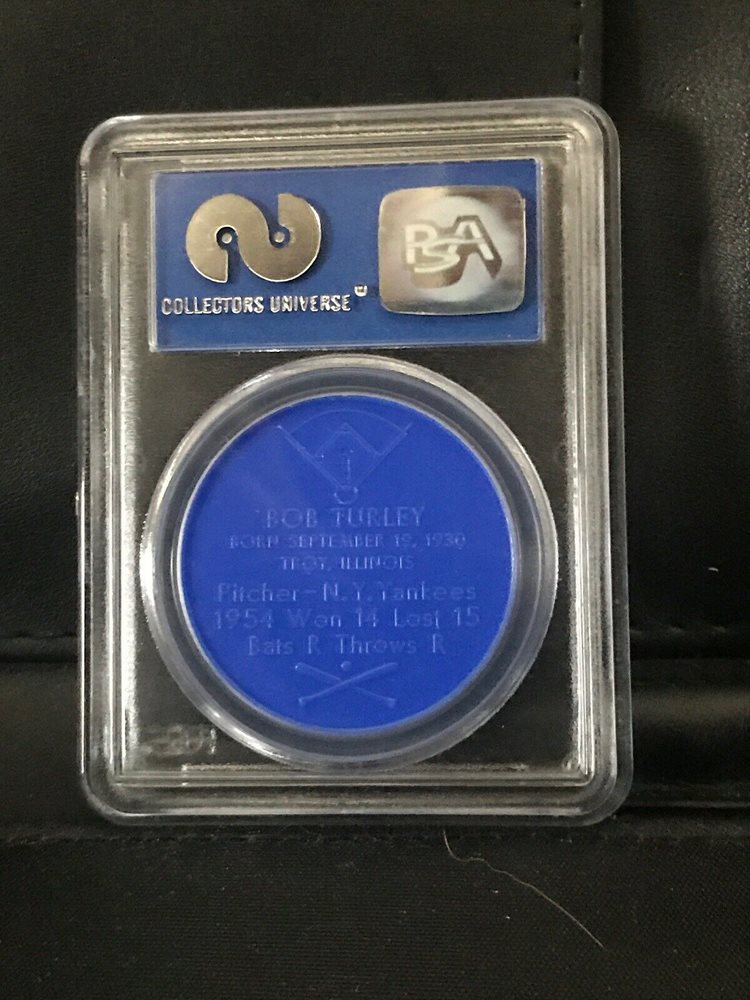 COLLECTORS UNIVERSE
PSA
BOB TURLEY
BORN SEPTEMBER 19, 1930
TROY, ILLINOIS
Pitcher-N.Y. Yankees
1954 Won 14 Lost 15
Bats R Throws R